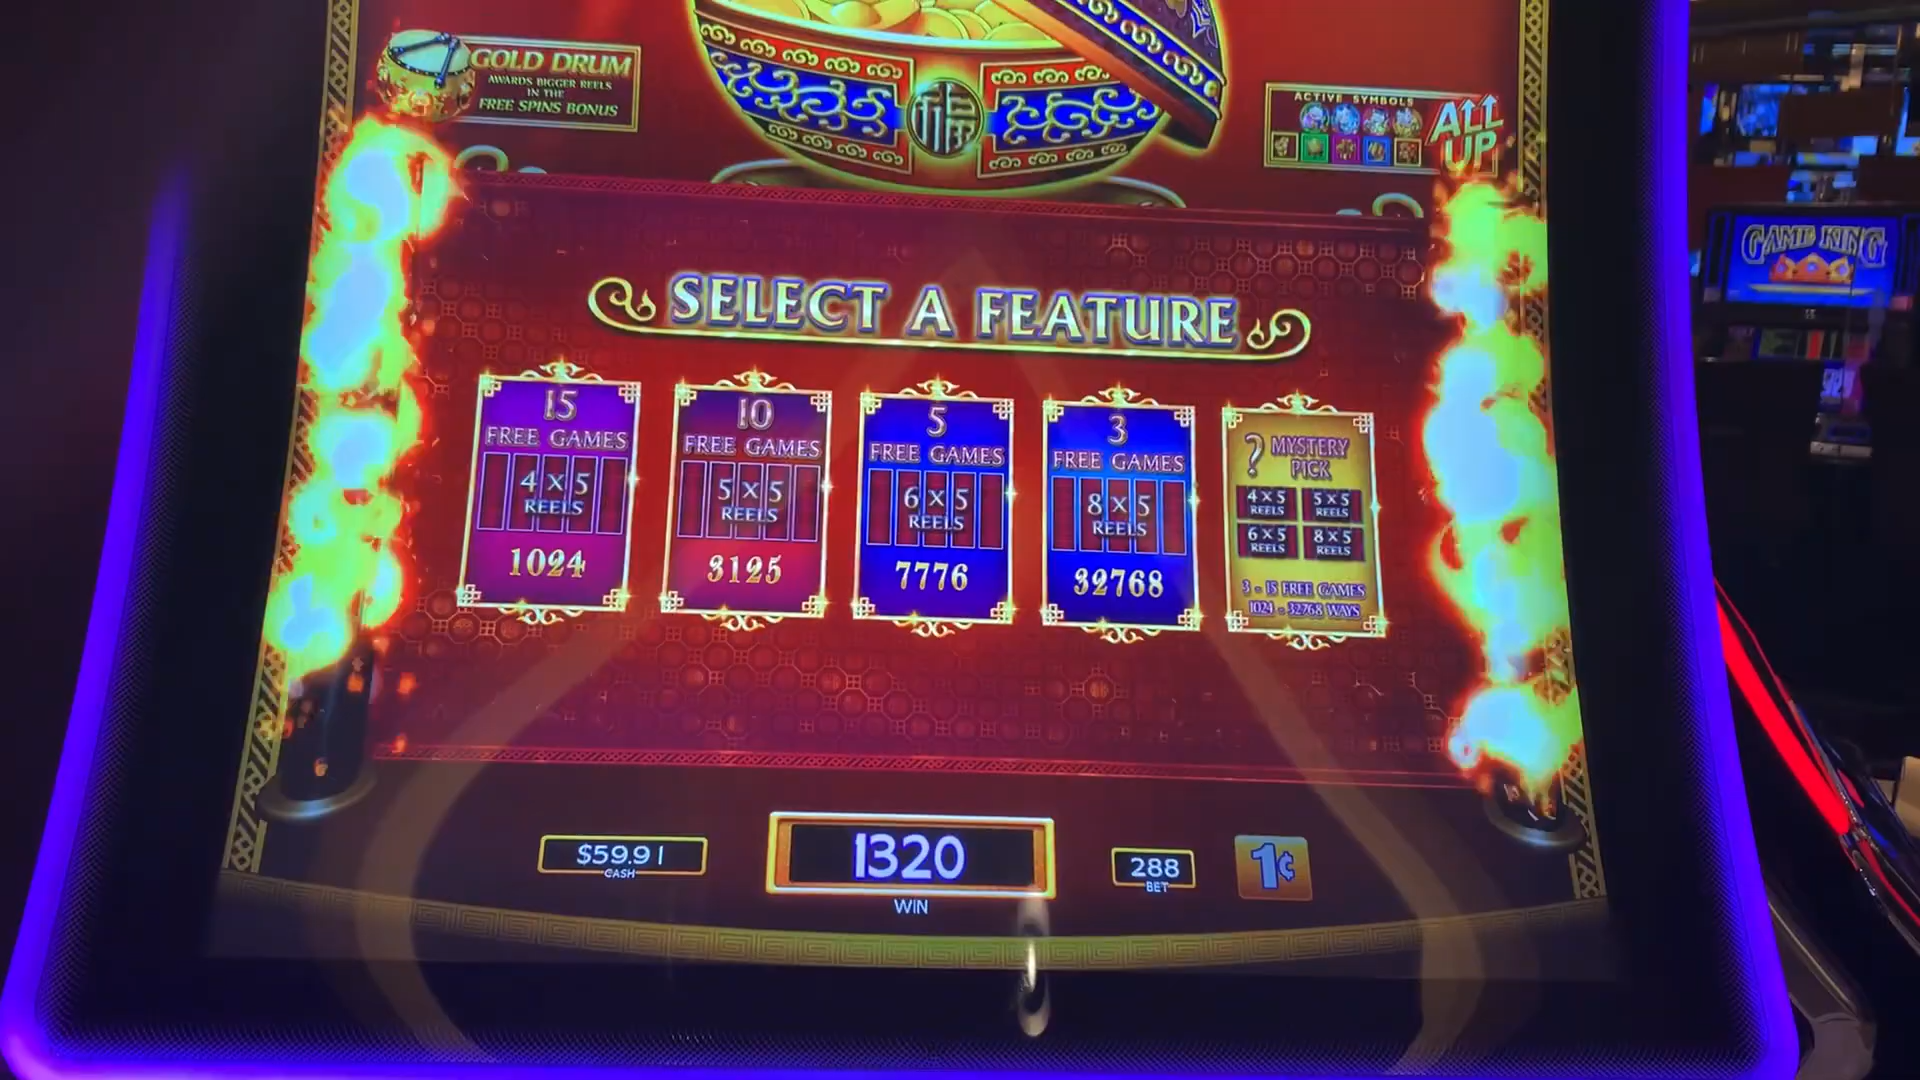 GOLD DRUM
AWARDS BIGGER REELS
IN THE
FREE SPINS BONUS
福
ACTIVE SYMBOLS
ALL
UP
GAME KING
SELECT A FEATURE
15
FREE GAMES
4 X 5
REELS
1024
10
FREE GAMES
5 X 5
REELS
3125
5
FREE GAMES
6 X 5
REELS
7776
3
FREE GAMES
8 X 5
REELS
32768
? MYSTERY
PICK
4 X 5
REELS
5 X 5
REELS
6 X 5
REELS
8 X 5
REELS
3 - 15 FREE GAMES
1024 - 32768 WAYS
$59.91
CASH
1320
WIN
288
BET
1¢